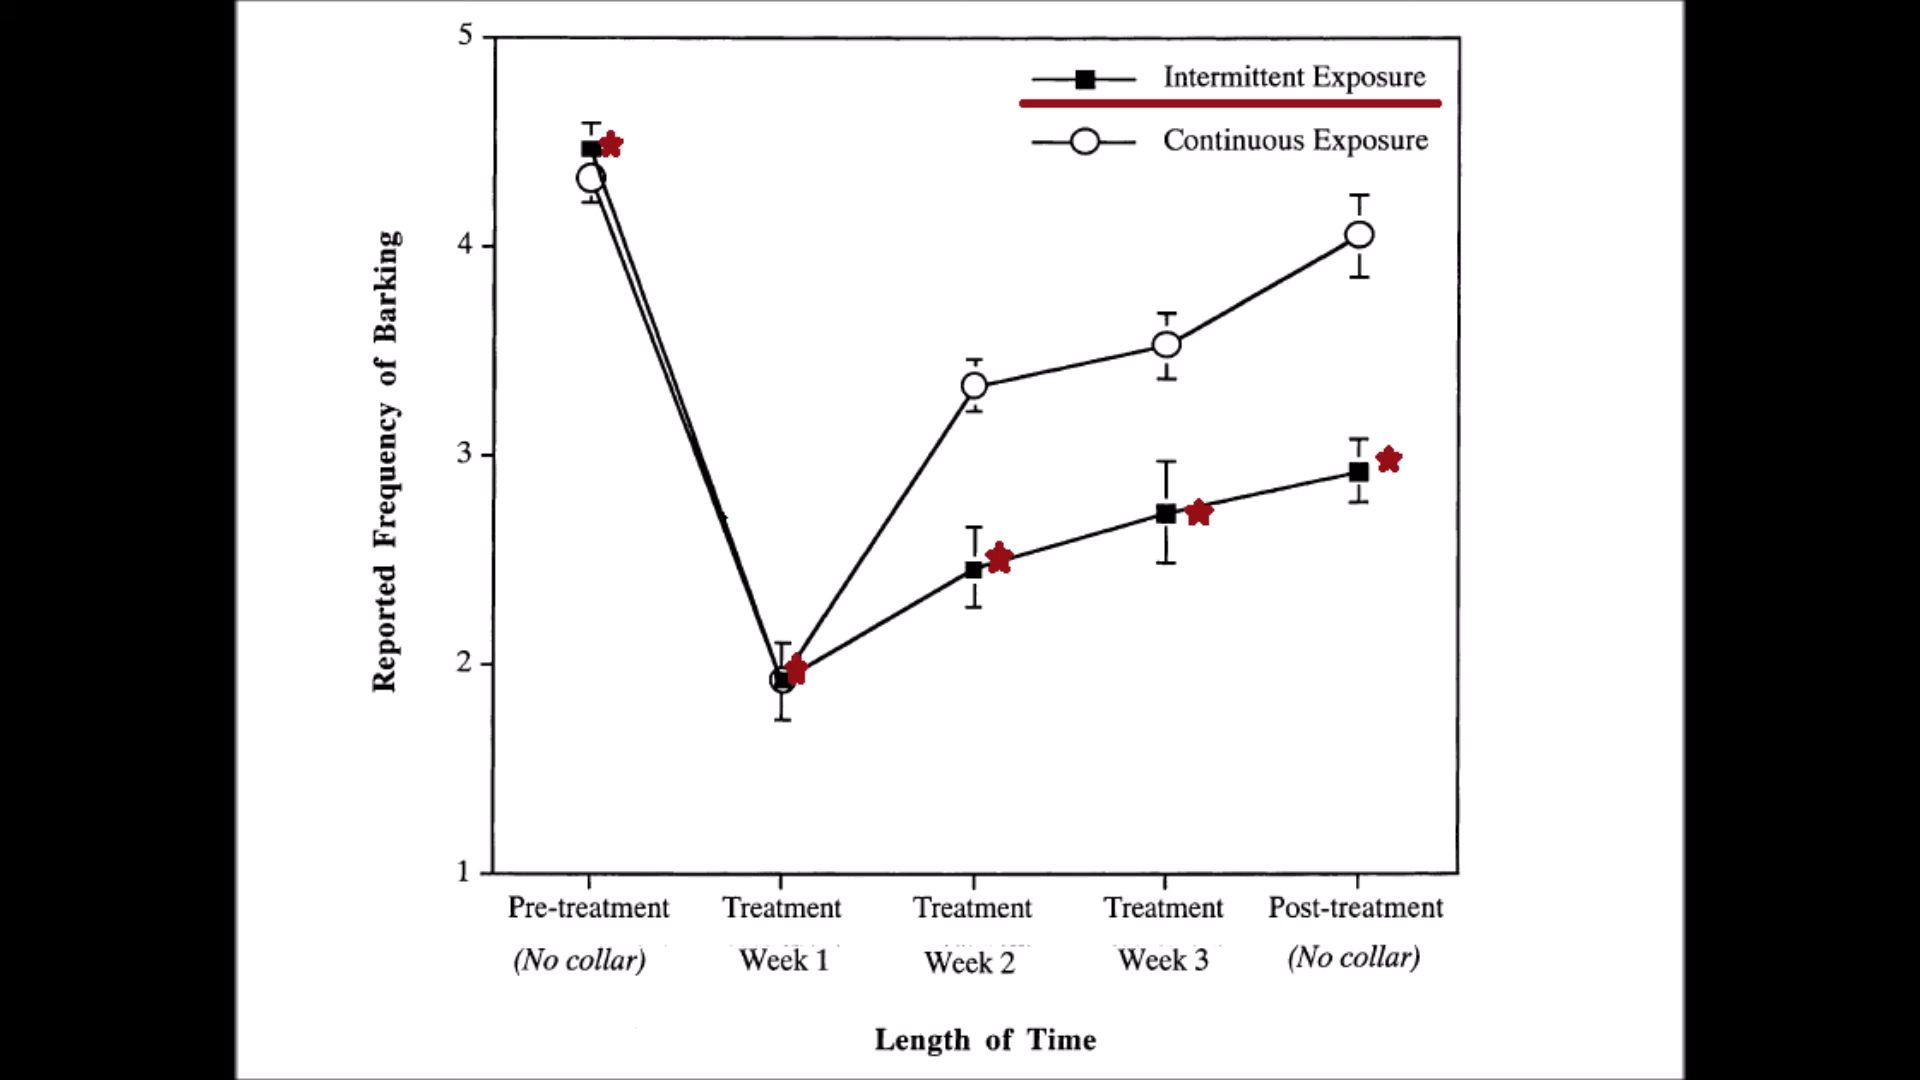 5
Intermittent Exposure
Continuous Exposure
4
3
2
1
Reported Frequency of Barking
Pre-treatment
(No collar)
Treatment
Week 1
Treatment
Week 2
Treatment
Week 3
Post-treatment
(No collar)
Length of Time